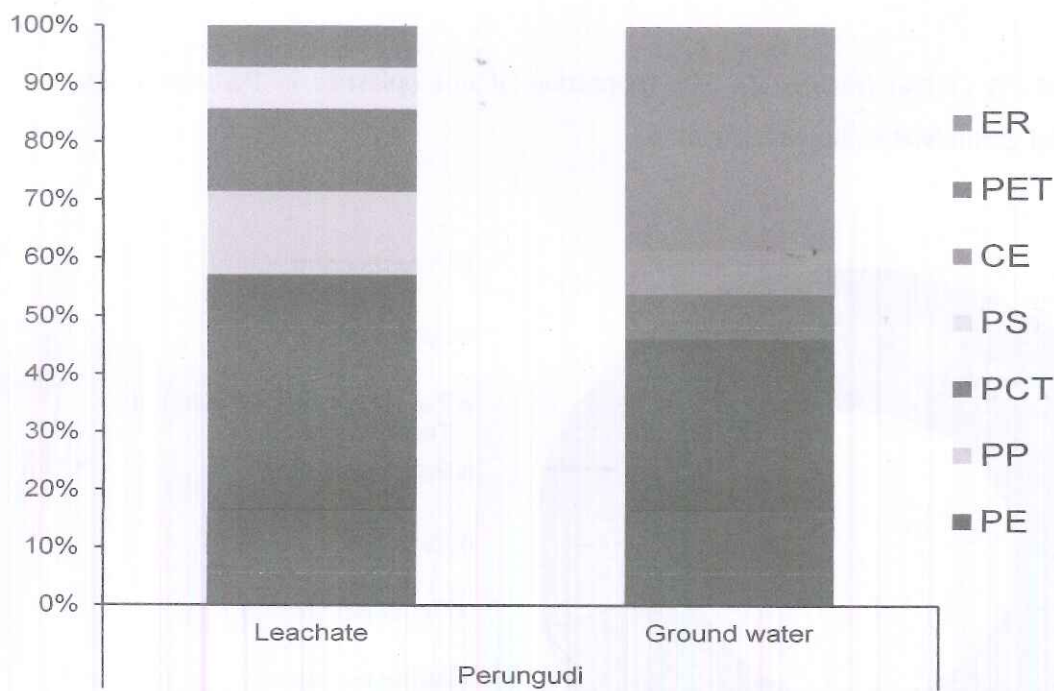 100%
90%
80%
70%
60%
50%
40%
30%
20%
10%
0%
Leachate
Ground water
Perungudi
ER
PET
CE
PS
PCT
PP
PE